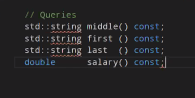 // Queries
std::string middle() const;
std::string first () const;
std::string last  () const;
double      salary() const;